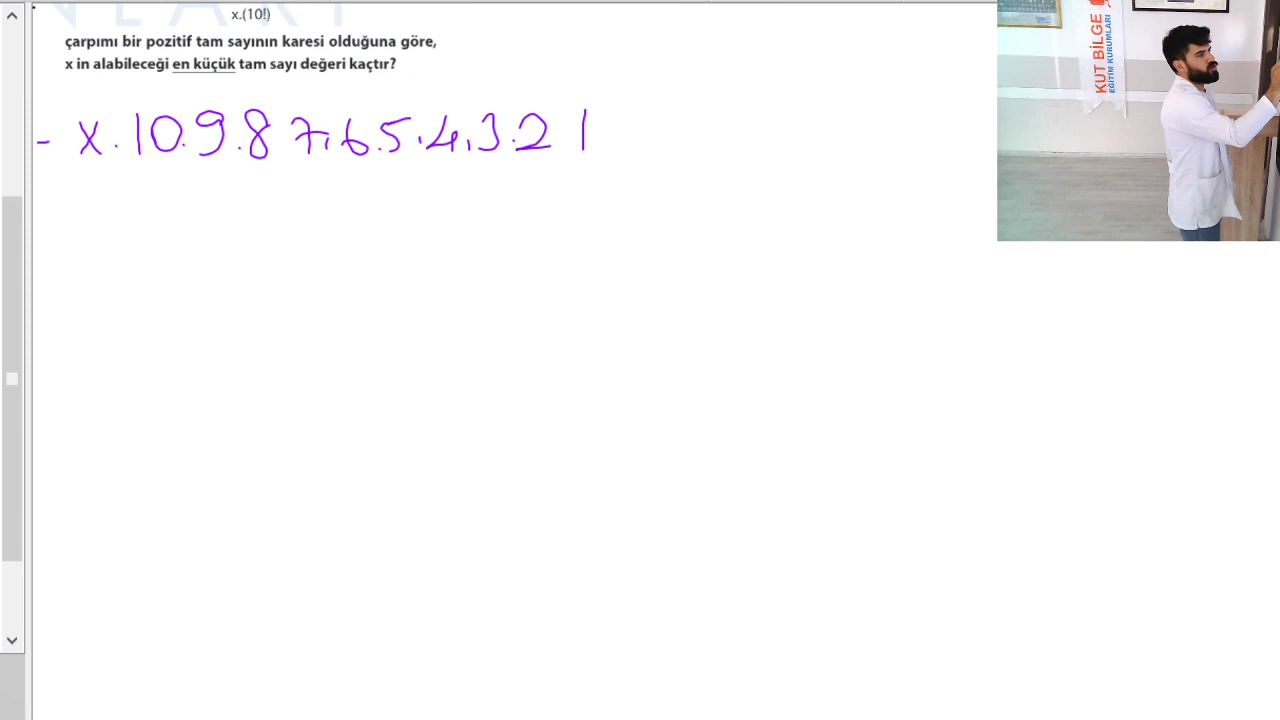 x.(10!)
çarpımı bir pozitif tam sayının karesi olduğuna göre,
x in alabileceği en küçük tam sayı değeri kaçtır?
- x.10.9.8 7.6.5.4.3.2 1
KUT BİLGE
EĞİTİM KURUMLARI